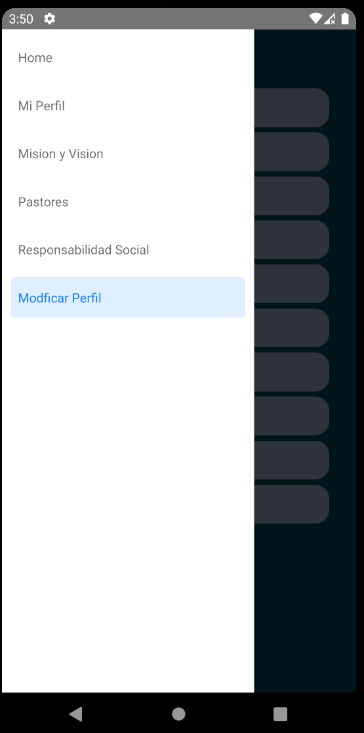 3:50
Home
Mi Perfil
Mision y Vision
Pastores
Responsabilidad Social
Modficar Perfil